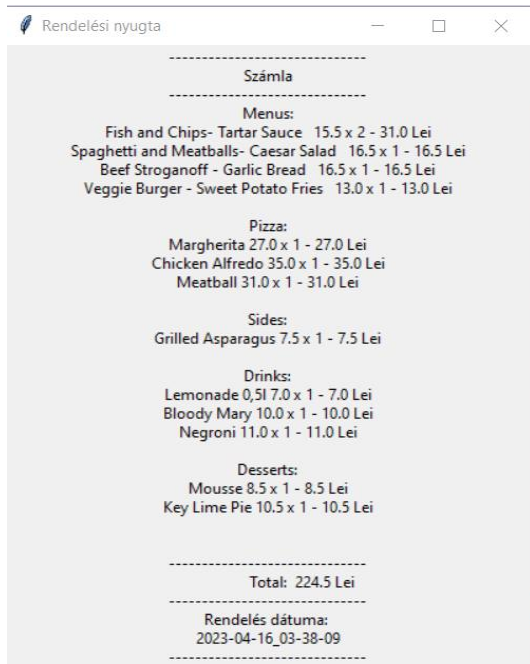 Rendelési nyugta
------------------------------
Számla
------------------------------
Menus:
Fish and Chips- Tartar Sauce   15.5 x 2 - 31.0 Lei
Spaghetti and Meatballs- Caesar Salad   16.5 x 1 - 16.5 Lei
Beef Stroganoff - Garlic Bread   16.5 x 1 - 16.5 Lei
Veggie Burger - Sweet Potato Fries   13.0 x 1 - 13.0 Lei
Pizza:
Margherita 27.0 x 1 - 27.0 Lei
Chicken Alfredo 35.0 x 1 - 35.0 Lei
Meatball 31.0 x 1 - 31.0 Lei
Sides:
Grilled Asparagus 7.5 x 1 - 7.5 Lei
Drinks:
Lemonade 0,5l 7.0 x 1 - 7.0 Lei
Bloody Mary 10.0 x 1 - 10.0 Lei
Negroni 11.0 x 1 - 11.0 Lei
Desserts:
Mousse 8.5 x 1 - 8.5 Lei
Key Lime Pie 10.5 x 1 - 10.5 Lei
------------------------------
Total:  224.5 Lei
------------------------------
Rendelés dátuma:
2023-04-16_03-38-09
------------------------------